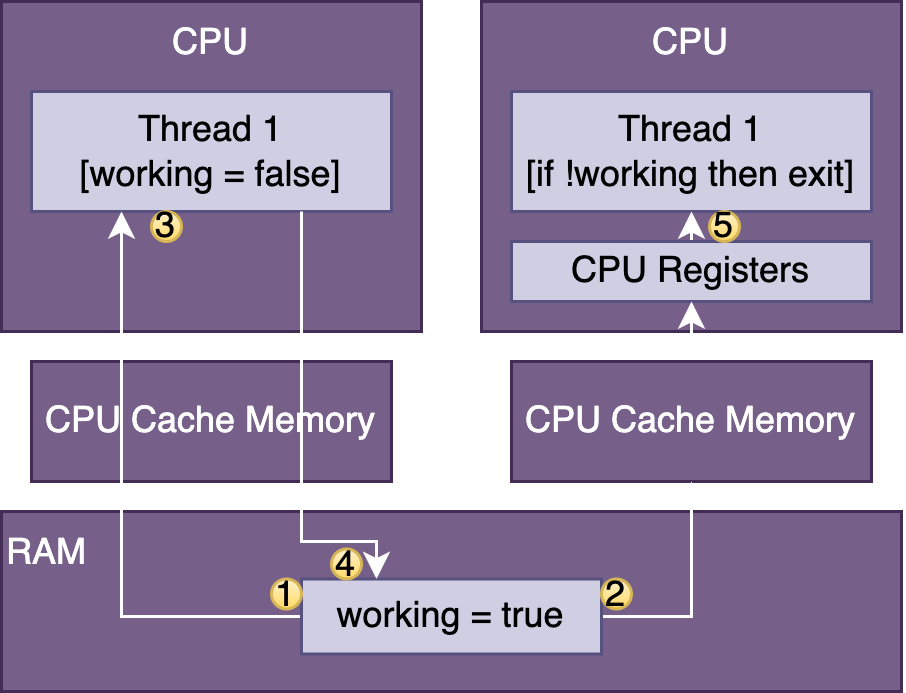 CPU
Thread 1
[working = false]
3
CPU Cache Memory
CPU
Thread 1
[if !working then exit]
5
CPU Registers
CPU Cache Memory
RAM
4
1
working = true
2